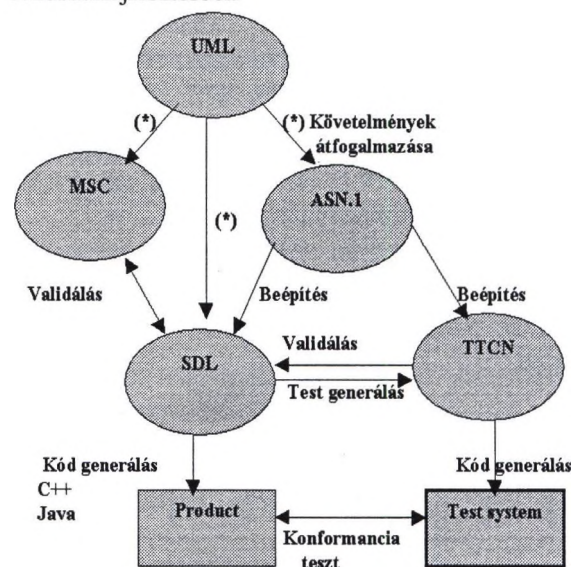 UML
(*)
(*) Követelmények
átfogalmazása
MSC
ASN.1
(*)
Validálás
Beépítés
Beépítés
SDL
Validálás
TTCN
Test generálás
Kód generálás
C++
Java
Kód generálás
Product
Test system
Konformancia
teszt